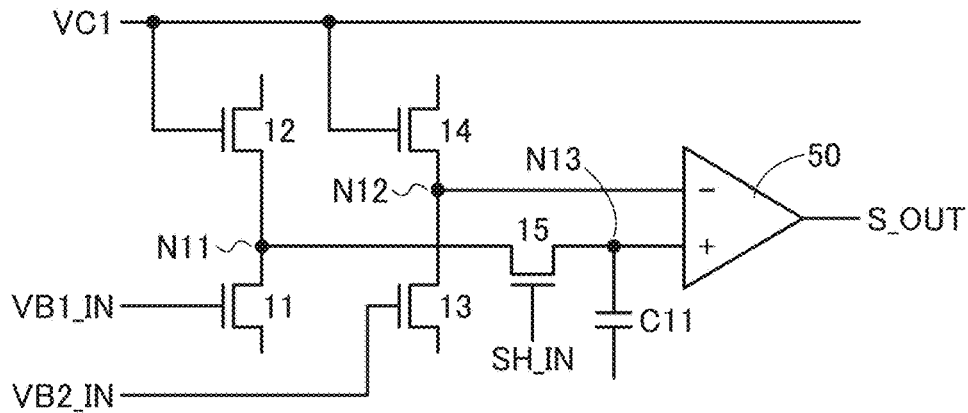 VC1
12
14
N13
50
N12
−
S_OUT
15
N11
+
VB1_IN
11
13
C11
SH_IN
VB2_IN